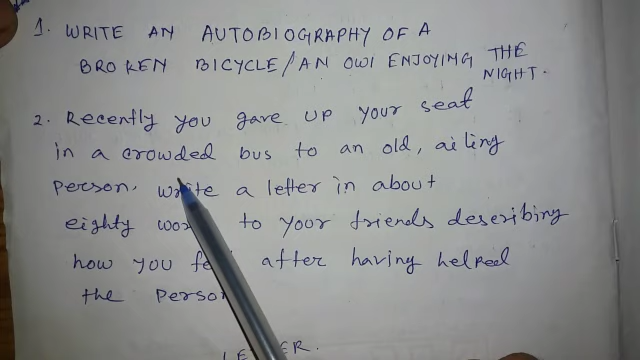 1. WRITE AN AUTOBIOGRAPHY OF A
BROKEN BICYCLE/AN OWl ENJOYING THE
NIGHT.
2. Recently you gave up your seat
in a crowded bus to an old, ailing
person. write a letter in about
eighty to your friends describing
how you after having helped
the person